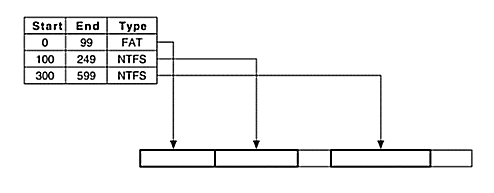 Start End Type
0 99 FAT
100 249 NTFS
300 599 NTFS